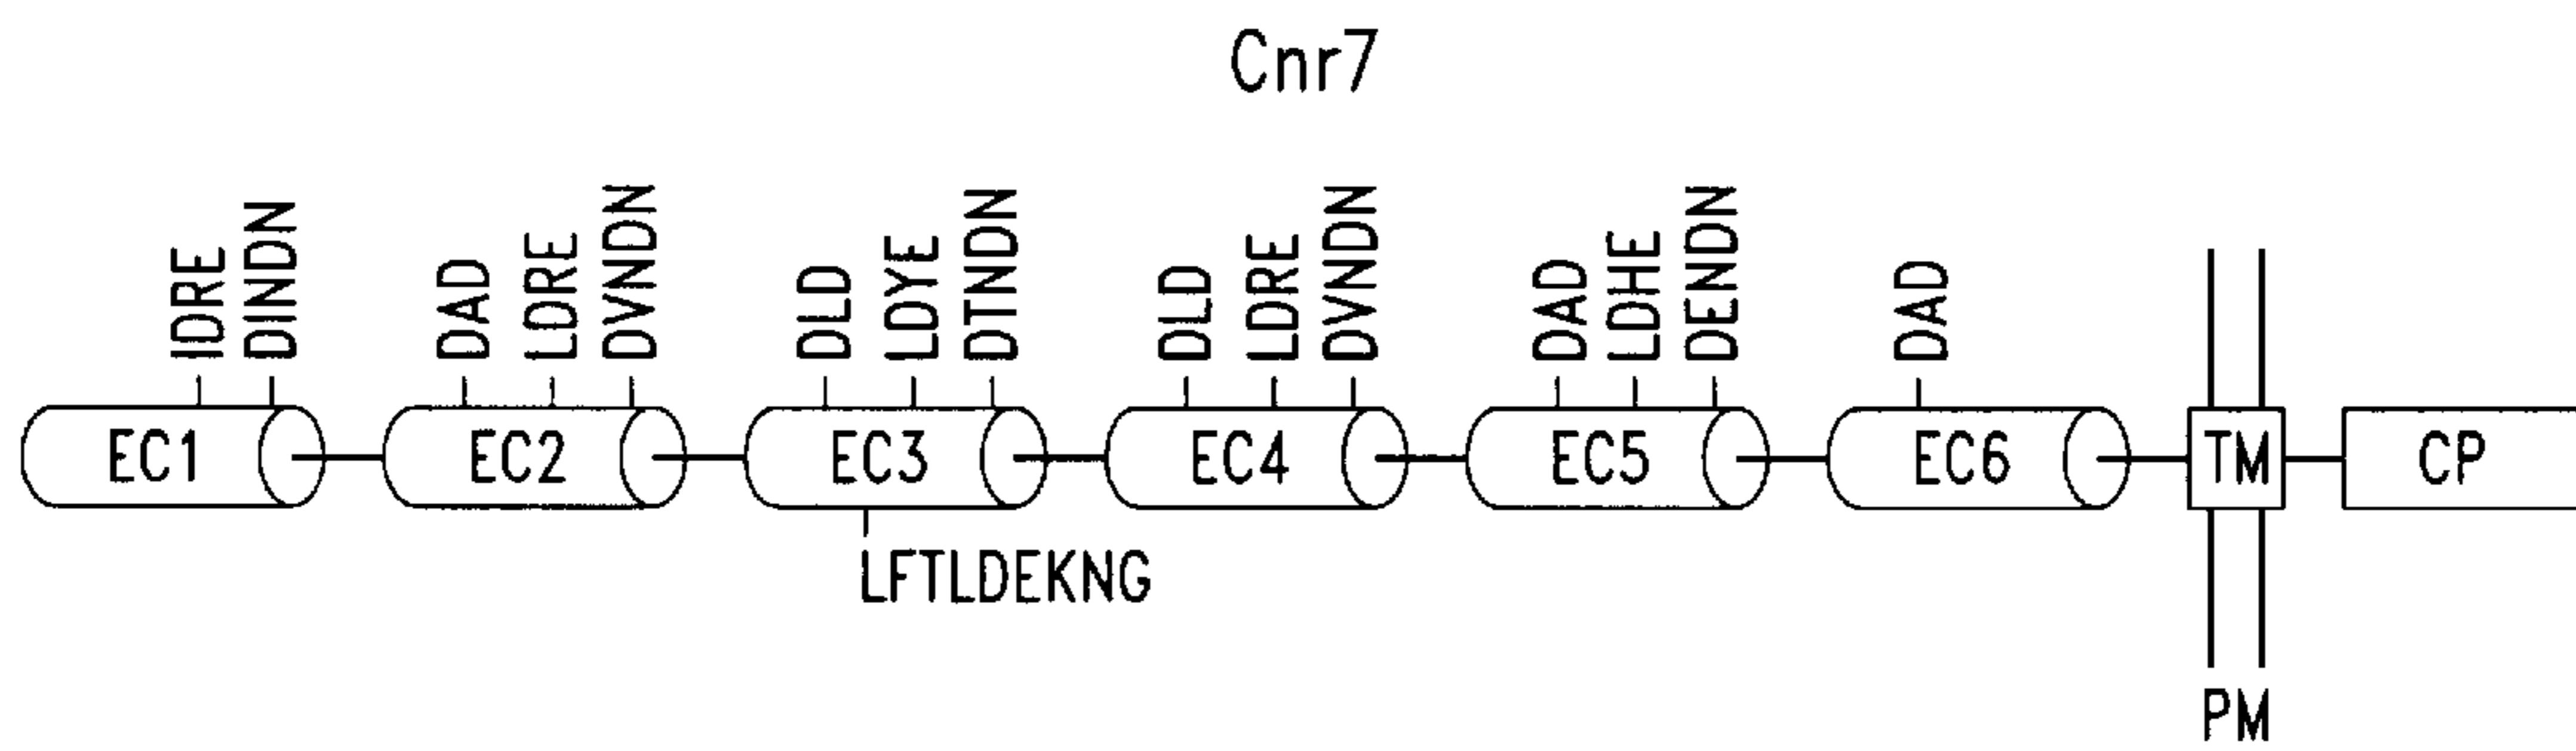 Cnr7
IDRE
DINDN
DAD
LDRE
DVNDN
DLD
LDYE
DTNDN
DLD
LDRE
DVNDN
DAD
LDHE
DENDN
DAD
EC1
EC2
EC3
EC4
EC5
EC6
TM
CP
LFTLDEKNG
PM